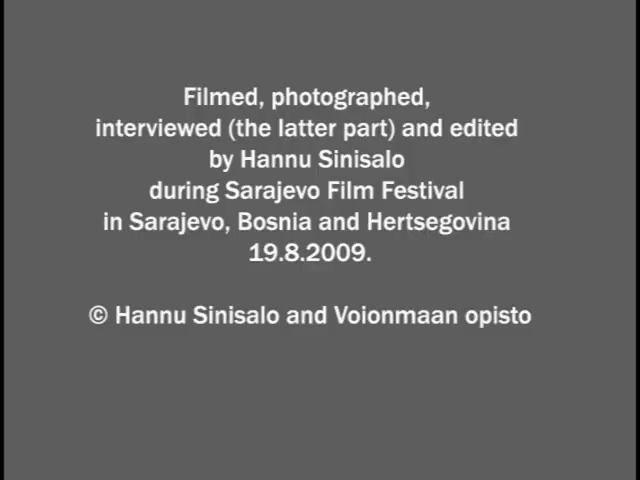 Filmed, photographed,
interviewed (the latter part) and edited
by Hannu Sinisalo
during Sarajevo Film Festival
in Sarajevo, Bosnia and Hertsegovina
19.8.2009.
© Hannu Sinisalo and Voionmaan opisto